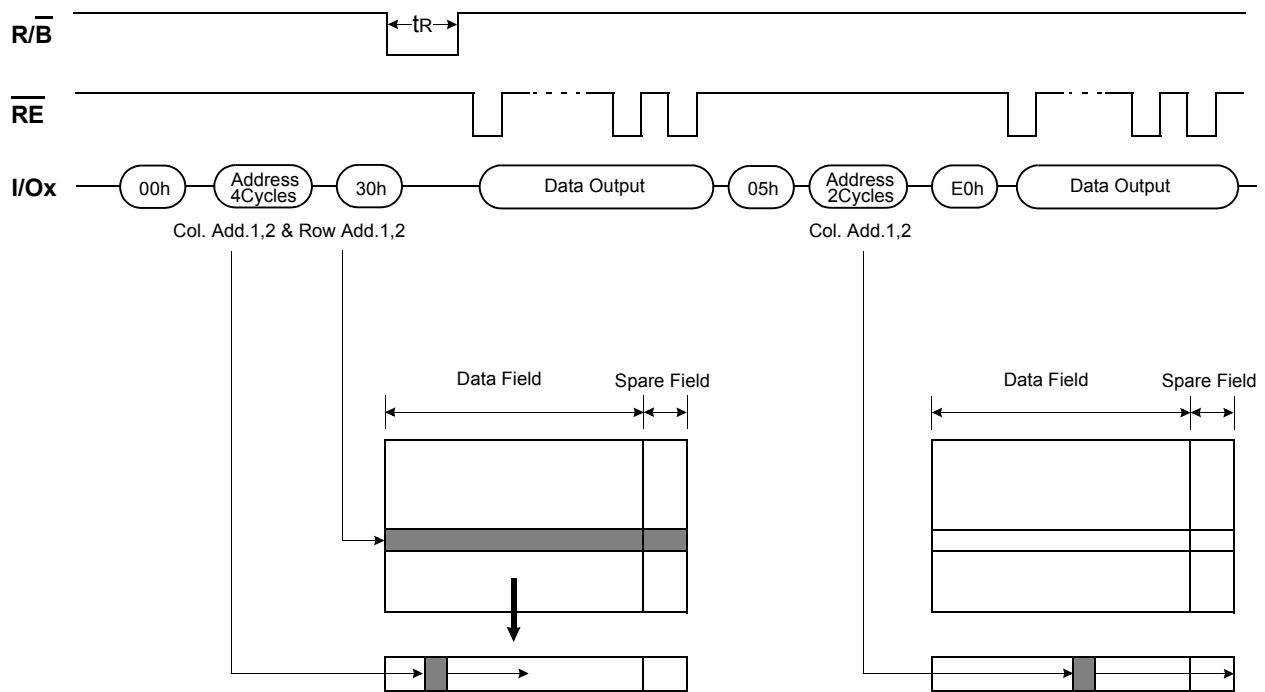 R/B̅
tR
R̅E̅
I/Ox
00h
Address
4Cycles
30h
Data Output
05h
Address
2Cycles
E0h
Data Output
Col. Add.1,2 & Row Add.1,2
Col. Add.1,2
Data Field
Spare Field
Data Field
Spare Field